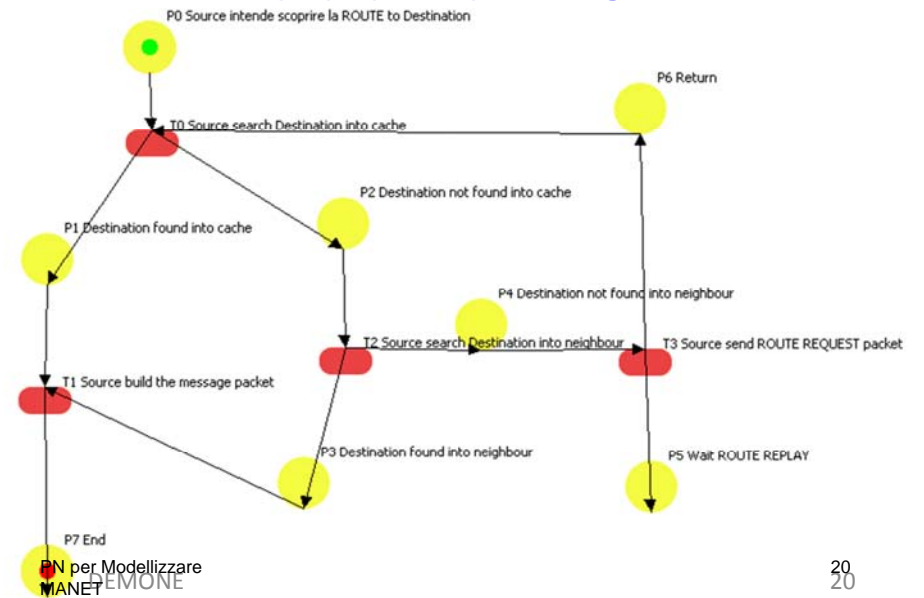 P0 Source intende scoprire la ROUTE to Destination
P6 Return
T0 Source search Destination into cache
P2 Destination not found into cache
P1 Destination found into cache
P4 Destination not found into neighbour
T2 Source search Destination into neighbour
T3 Source send ROUTE REQUEST packet
T1 Source build the message packet
P3 Destination found into neighbour
P5 Wait ROUTE REPLAY
P7 End
PN per Modellizzare
MANET
DEMONE
20
20